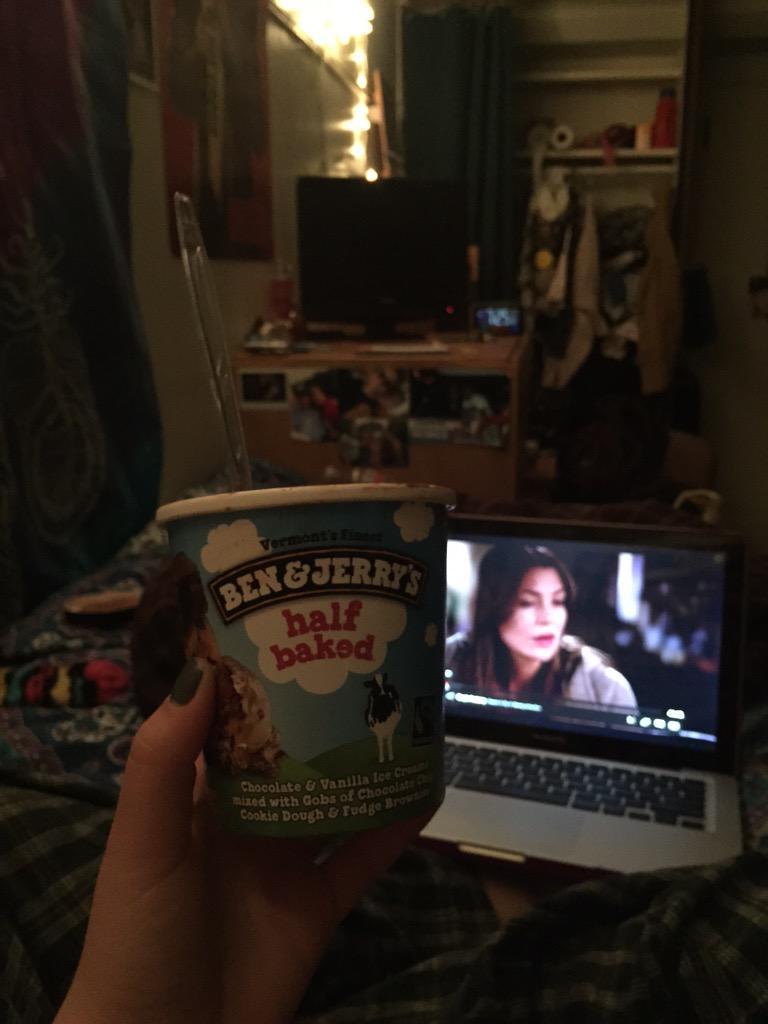 Vermont's Finest
BEN & JERRY'S
half
baked
Chocolate & Vanilla Ice Creams
mixed with Gobs of Chocolate Chip
Cookie Dough & Fudge Brownies